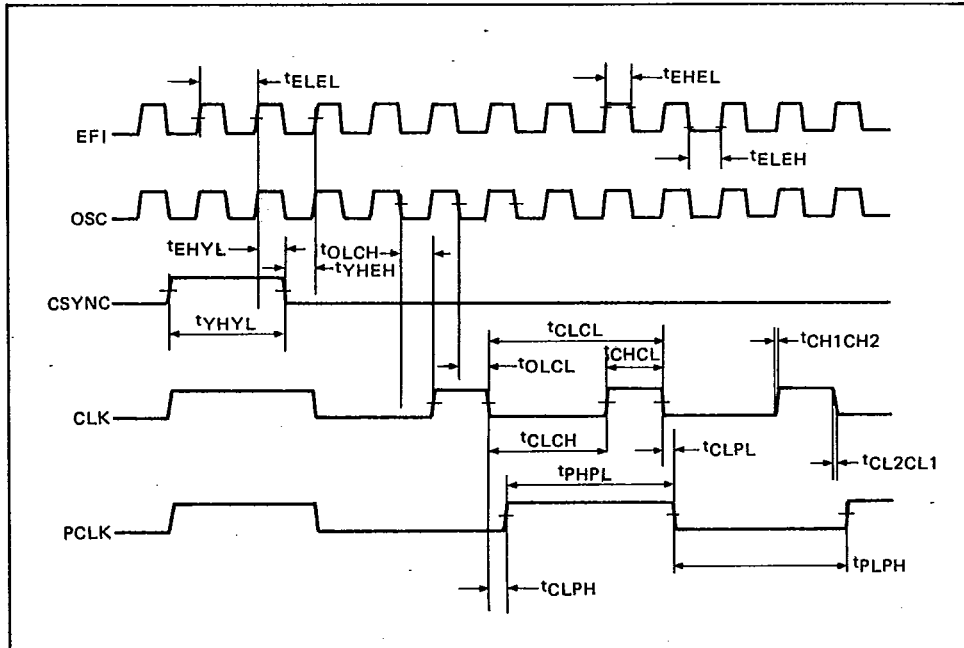 tELEL
tEHEL
EFI
tELEH
OSC
tEHYL
tOLCH
tYHEH
CSYNC
tYHYL
tCLCL
tCH1CH2
tCHCL
tOLCL
CLK
tCLCH
tCLPL
tCL2CL1
tPHPL
PCLK
tPLPH
tCLPH